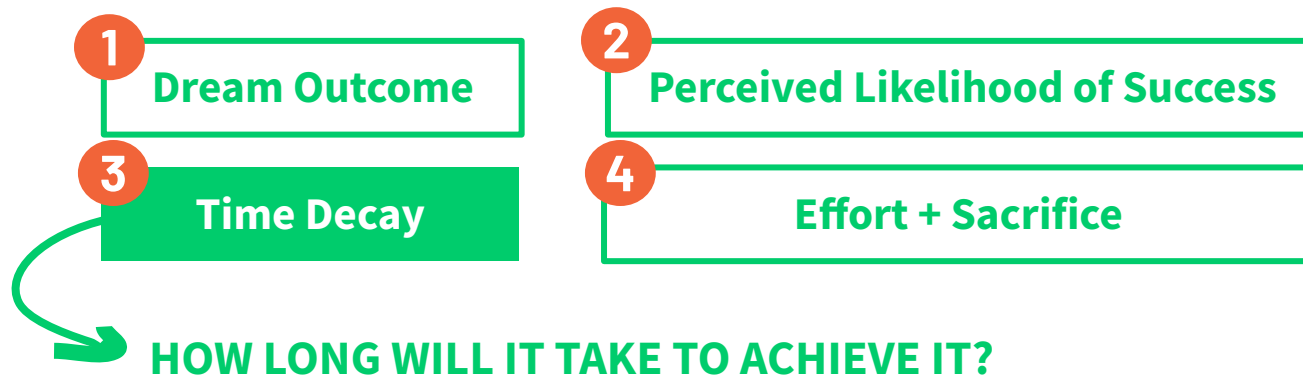 1
Dream Outcome
2
Perceived Likelihood of Success
3
Time Decay
4
Effort + Sacrifice
HOW LONG WILL IT TAKE TO ACHIEVE IT?